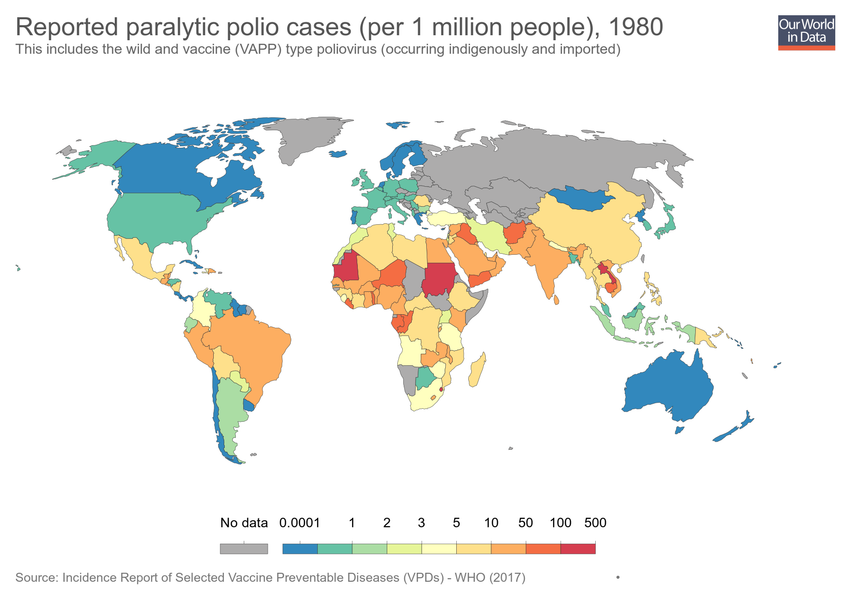 Reported paralytic polio cases (per 1 million people), 1980
This includes the wild and vaccine (VAPP) type poliovirus (occurring indigenously and imported)
Our World
in Data
No data 0.0001 1 2 3 5 10 50 100 500
Source: Incidence Report of Selected Vaccine Preventable Diseases (VPDs) - WHO (2017) •